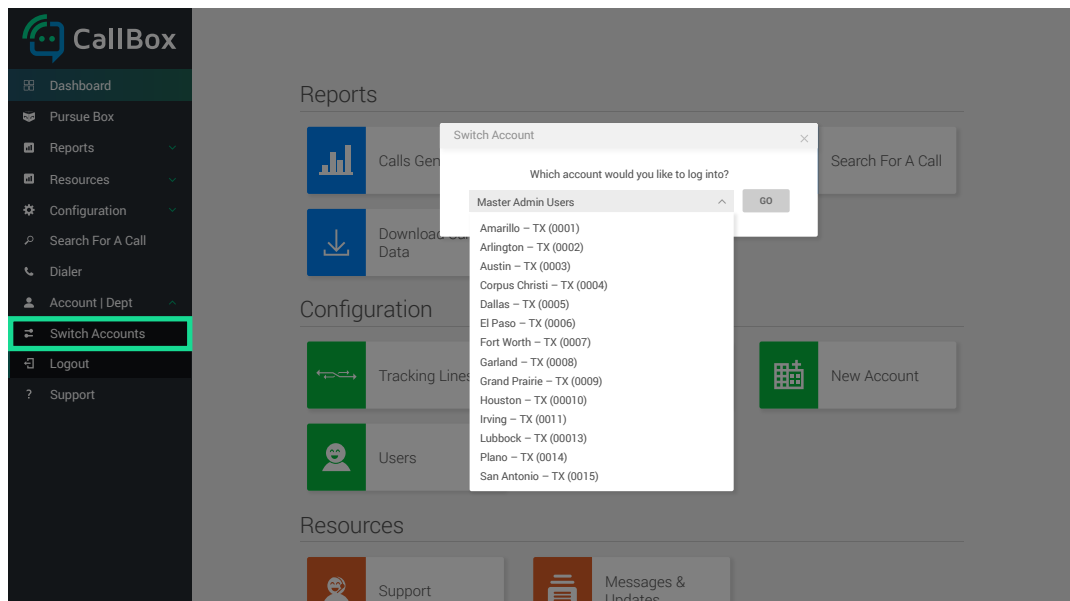 CallBox
Dashboard
Pursue Box
Reports
Resources
Configuration
Search For A Call
Dialer
Account | Dept
Switch Accounts
Logout
? Support
Reports
Calls Gen
Search For A Call
Download
Data
Switch Account
Which account would you like to log into?
Master Admin Users
GO
Amarillo – TX (0001)
Arlington – TX (0002)
Austin – TX (0003)
Corpus Christi – TX (0004)
Dallas – TX (0005)
El Paso – TX (0006)
Fort Worth – TX (0007)
Garland – TX (0008)
Grand Prairie – TX (0009)
Houston – TX (00010)
Irving – TX (0011)
Lubbock – TX (00013)
Plano – TX (0014)
San Antonio – TX (0015)
Configuration
Tracking Lines
New Account
Users
Resources
Support
Messages &
Updates